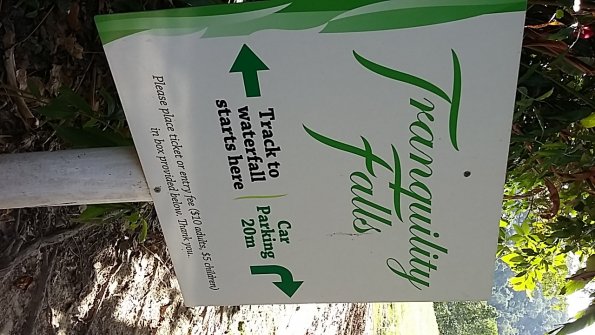 Tranquility
Falls
Track to
waterfall
starts here
Car
Parking
20m
Please place ticket or entry fee ($10 adults, $5 children)
in box provided below. Thank you.